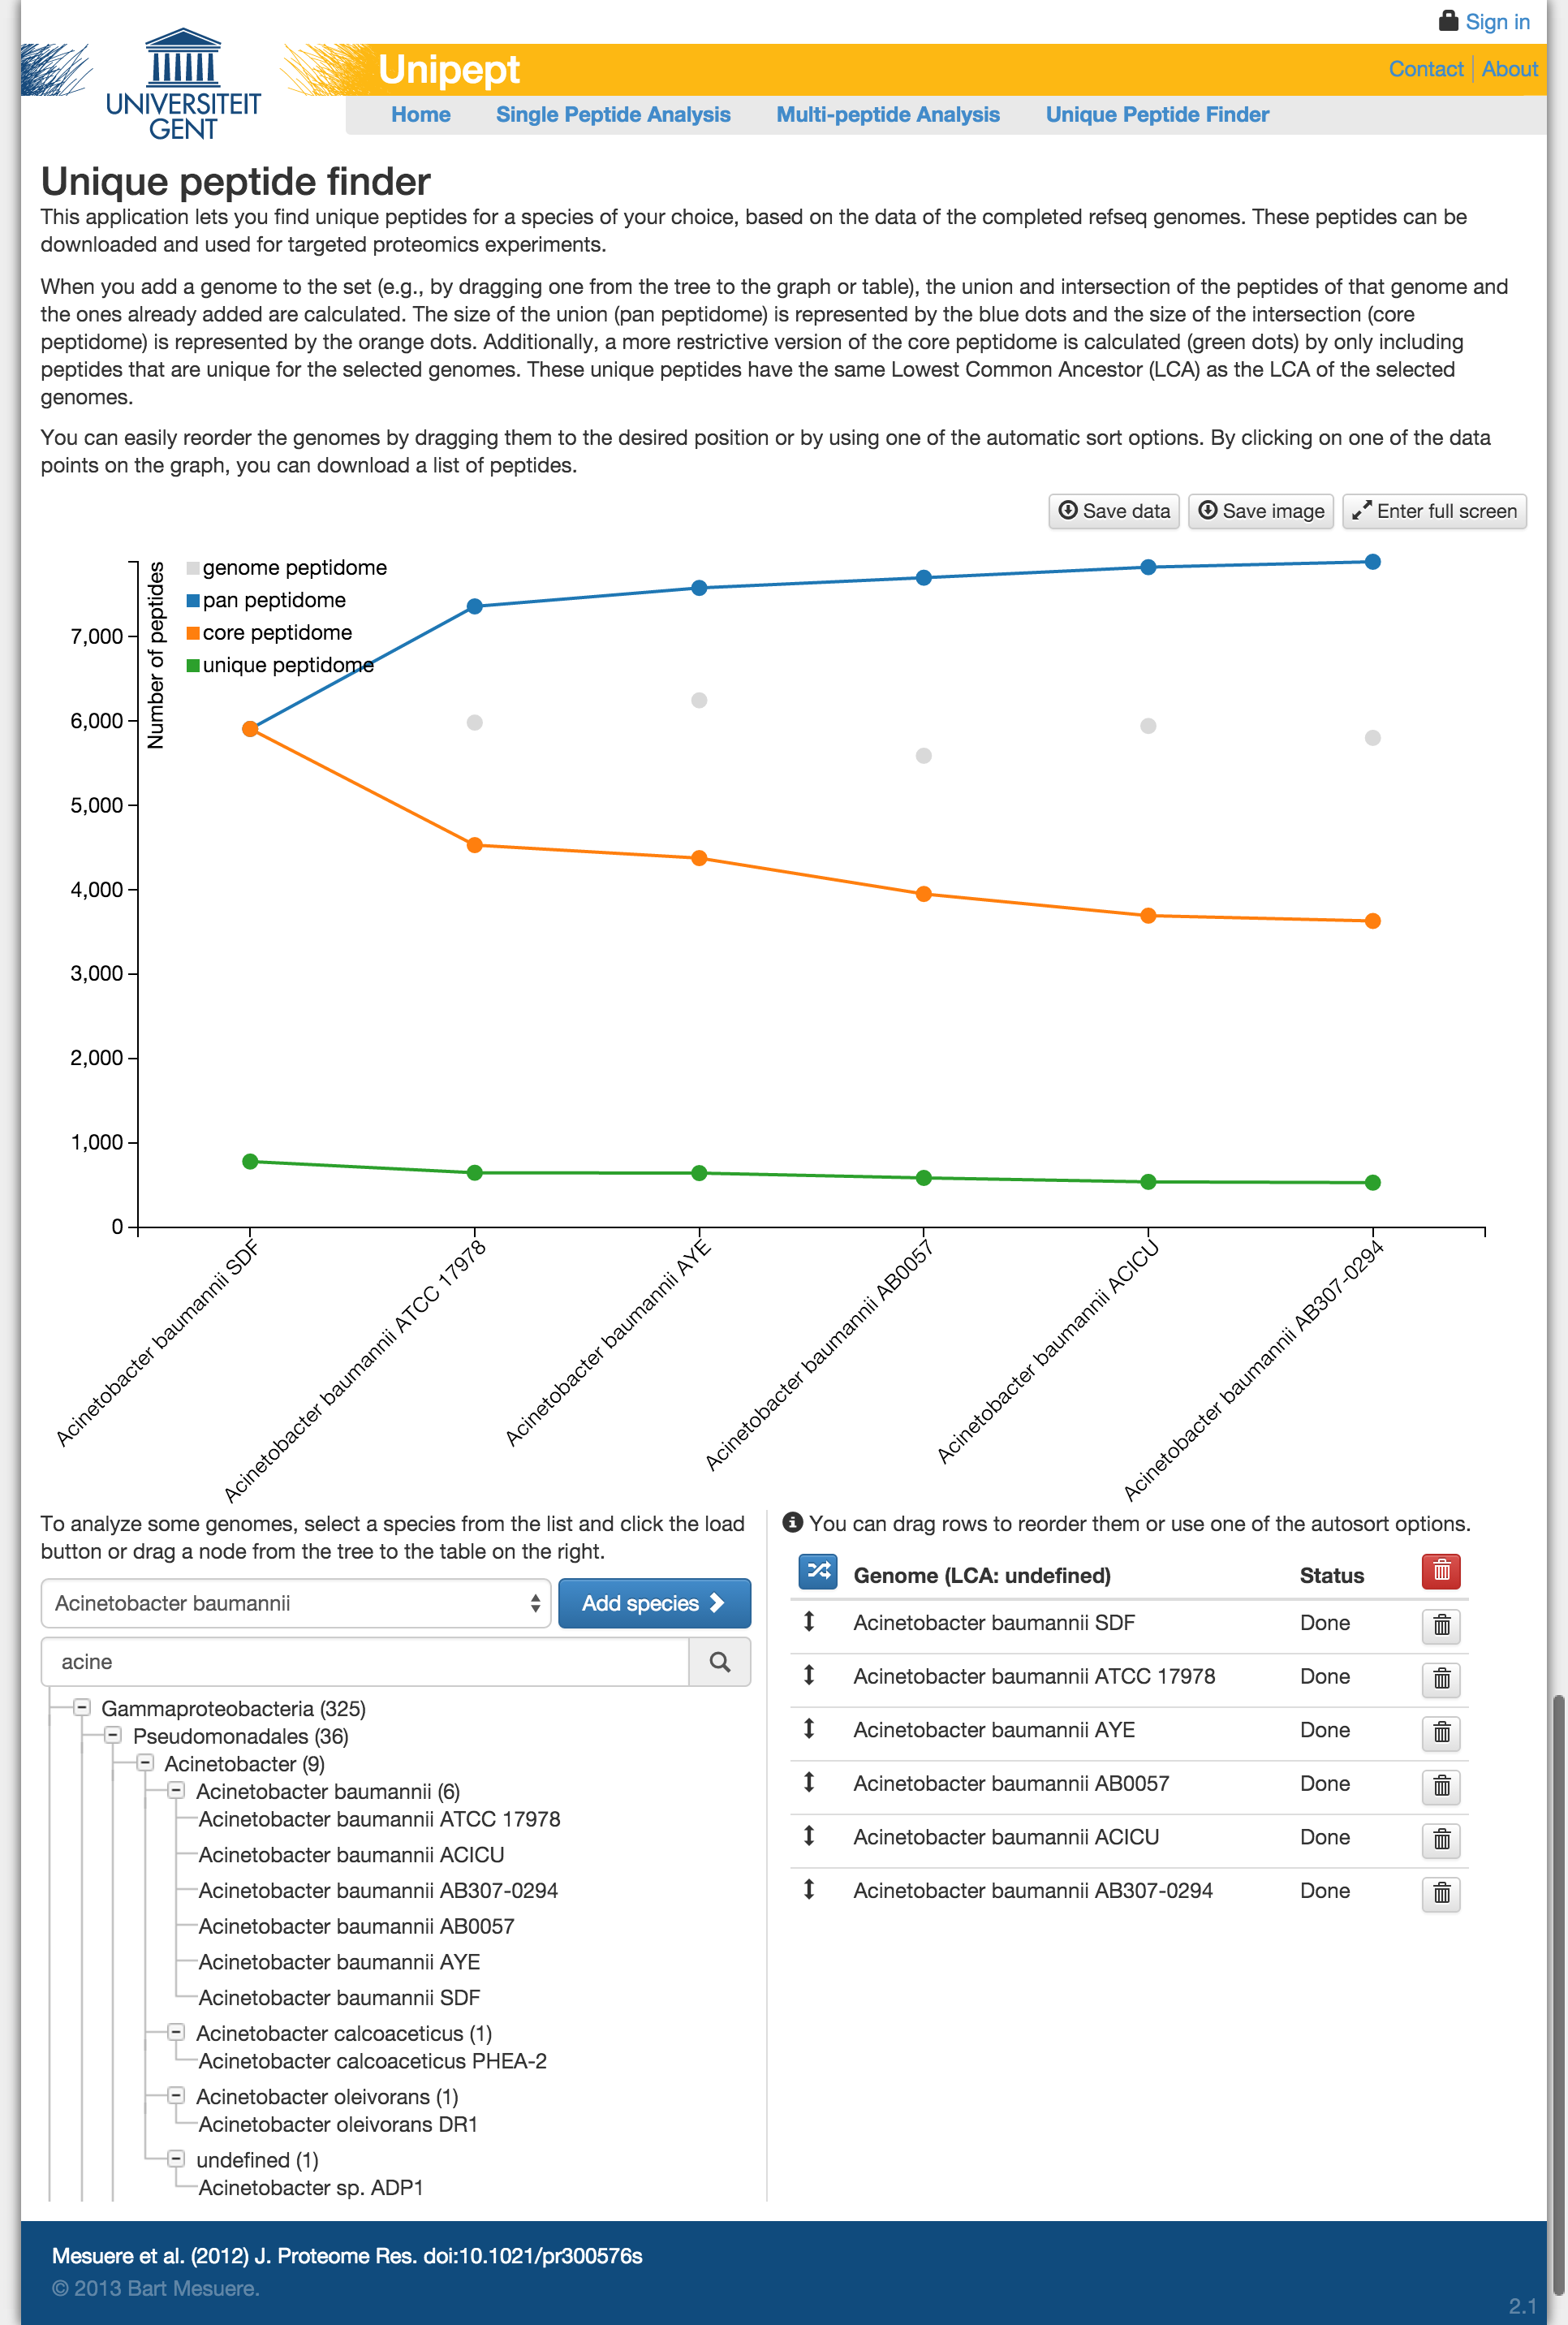 Sign in
UNIVERSITEIT
GENT
Unipept
Contact
About
Home
Single Peptide Analysis
Multi-peptide Analysis
Unique Peptide Finder
Unique peptide finder
This application lets you find unique peptides for a species of your choice, based on the data of the completed refseq genomes. These peptides can be
downloaded and used for targeted proteomics experiments.
When you add a genome to the set (e.g., by dragging one from the tree to the graph or table), the union and intersection of the peptides of that genome and
the ones already added are calculated. The size of the union (pan peptidome) is represented by the blue dots and the size of the intersection (core
peptidome) is represented by the orange dots. Additionally, a more restrictive version of the core peptidome is calculated (green dots) by only including
peptides that are unique for the selected genomes. These unique peptides have the same Lowest Common Ancestor (LCA) as the LCA of the selected
genomes.
You can easily reorder the genomes by dragging them to the desired position or by using one of the automatic sort options. By clicking on one of the data
points on the graph, you can download a list of peptides.
Save data
Save image
Enter full screen
Number of peptides
genome peptidome
pan peptidome
core peptidome
unique peptidome
7,000
6,000
5,000
4,000
3,000
2,000
1,000
0
Acinetobacter baumannii SDF
Acinetobacter baumannii ATCC 17978
Acinetobacter baumannii AYE
Acinetobacter baumannii AB0057
Acinetobacter baumannii ACICU
Acinetobacter baumannii AB307-0294
To analyze some genomes, select a species from the list and click the load
button or drag a node from the tree to the table on the right.
Acinetobacter baumannii
Add species
acine
Gammaproteobacteria (325)
Pseudomonadales (36)
Acinetobacter (9)
Acinetobacter baumannii (6)
Acinetobacter baumannii ATCC 17978
Acinetobacter baumannii ACICU
Acinetobacter baumannii AB307-0294
Acinetobacter baumannii AB0057
Acinetobacter baumannii AYE
Acinetobacter baumannii SDF
Acinetobacter calcoaceticus (1)
Acinetobacter calcoaceticus PHEA-2
Acinetobacter oleivorans (1)
Acinetobacter oleivorans DR1
undefined (1)
Acinetobacter sp. ADP1
You can drag rows to reorder them or use one of the autosort options.
Genome (LCA: undefined) Status
Acinetobacter baumannii SDF Done
Acinetobacter baumannii ATCC 17978 Done
Acinetobacter baumannii AYE Done
Acinetobacter baumannii AB0057 Done
Acinetobacter baumannii ACICU Done
Acinetobacter baumannii AB307-0294 Done
Mesuere et al. (2012) J. Proteome Res. doi:10.1021/pr300576s
© 2013 Bart Mesuere.
2.1